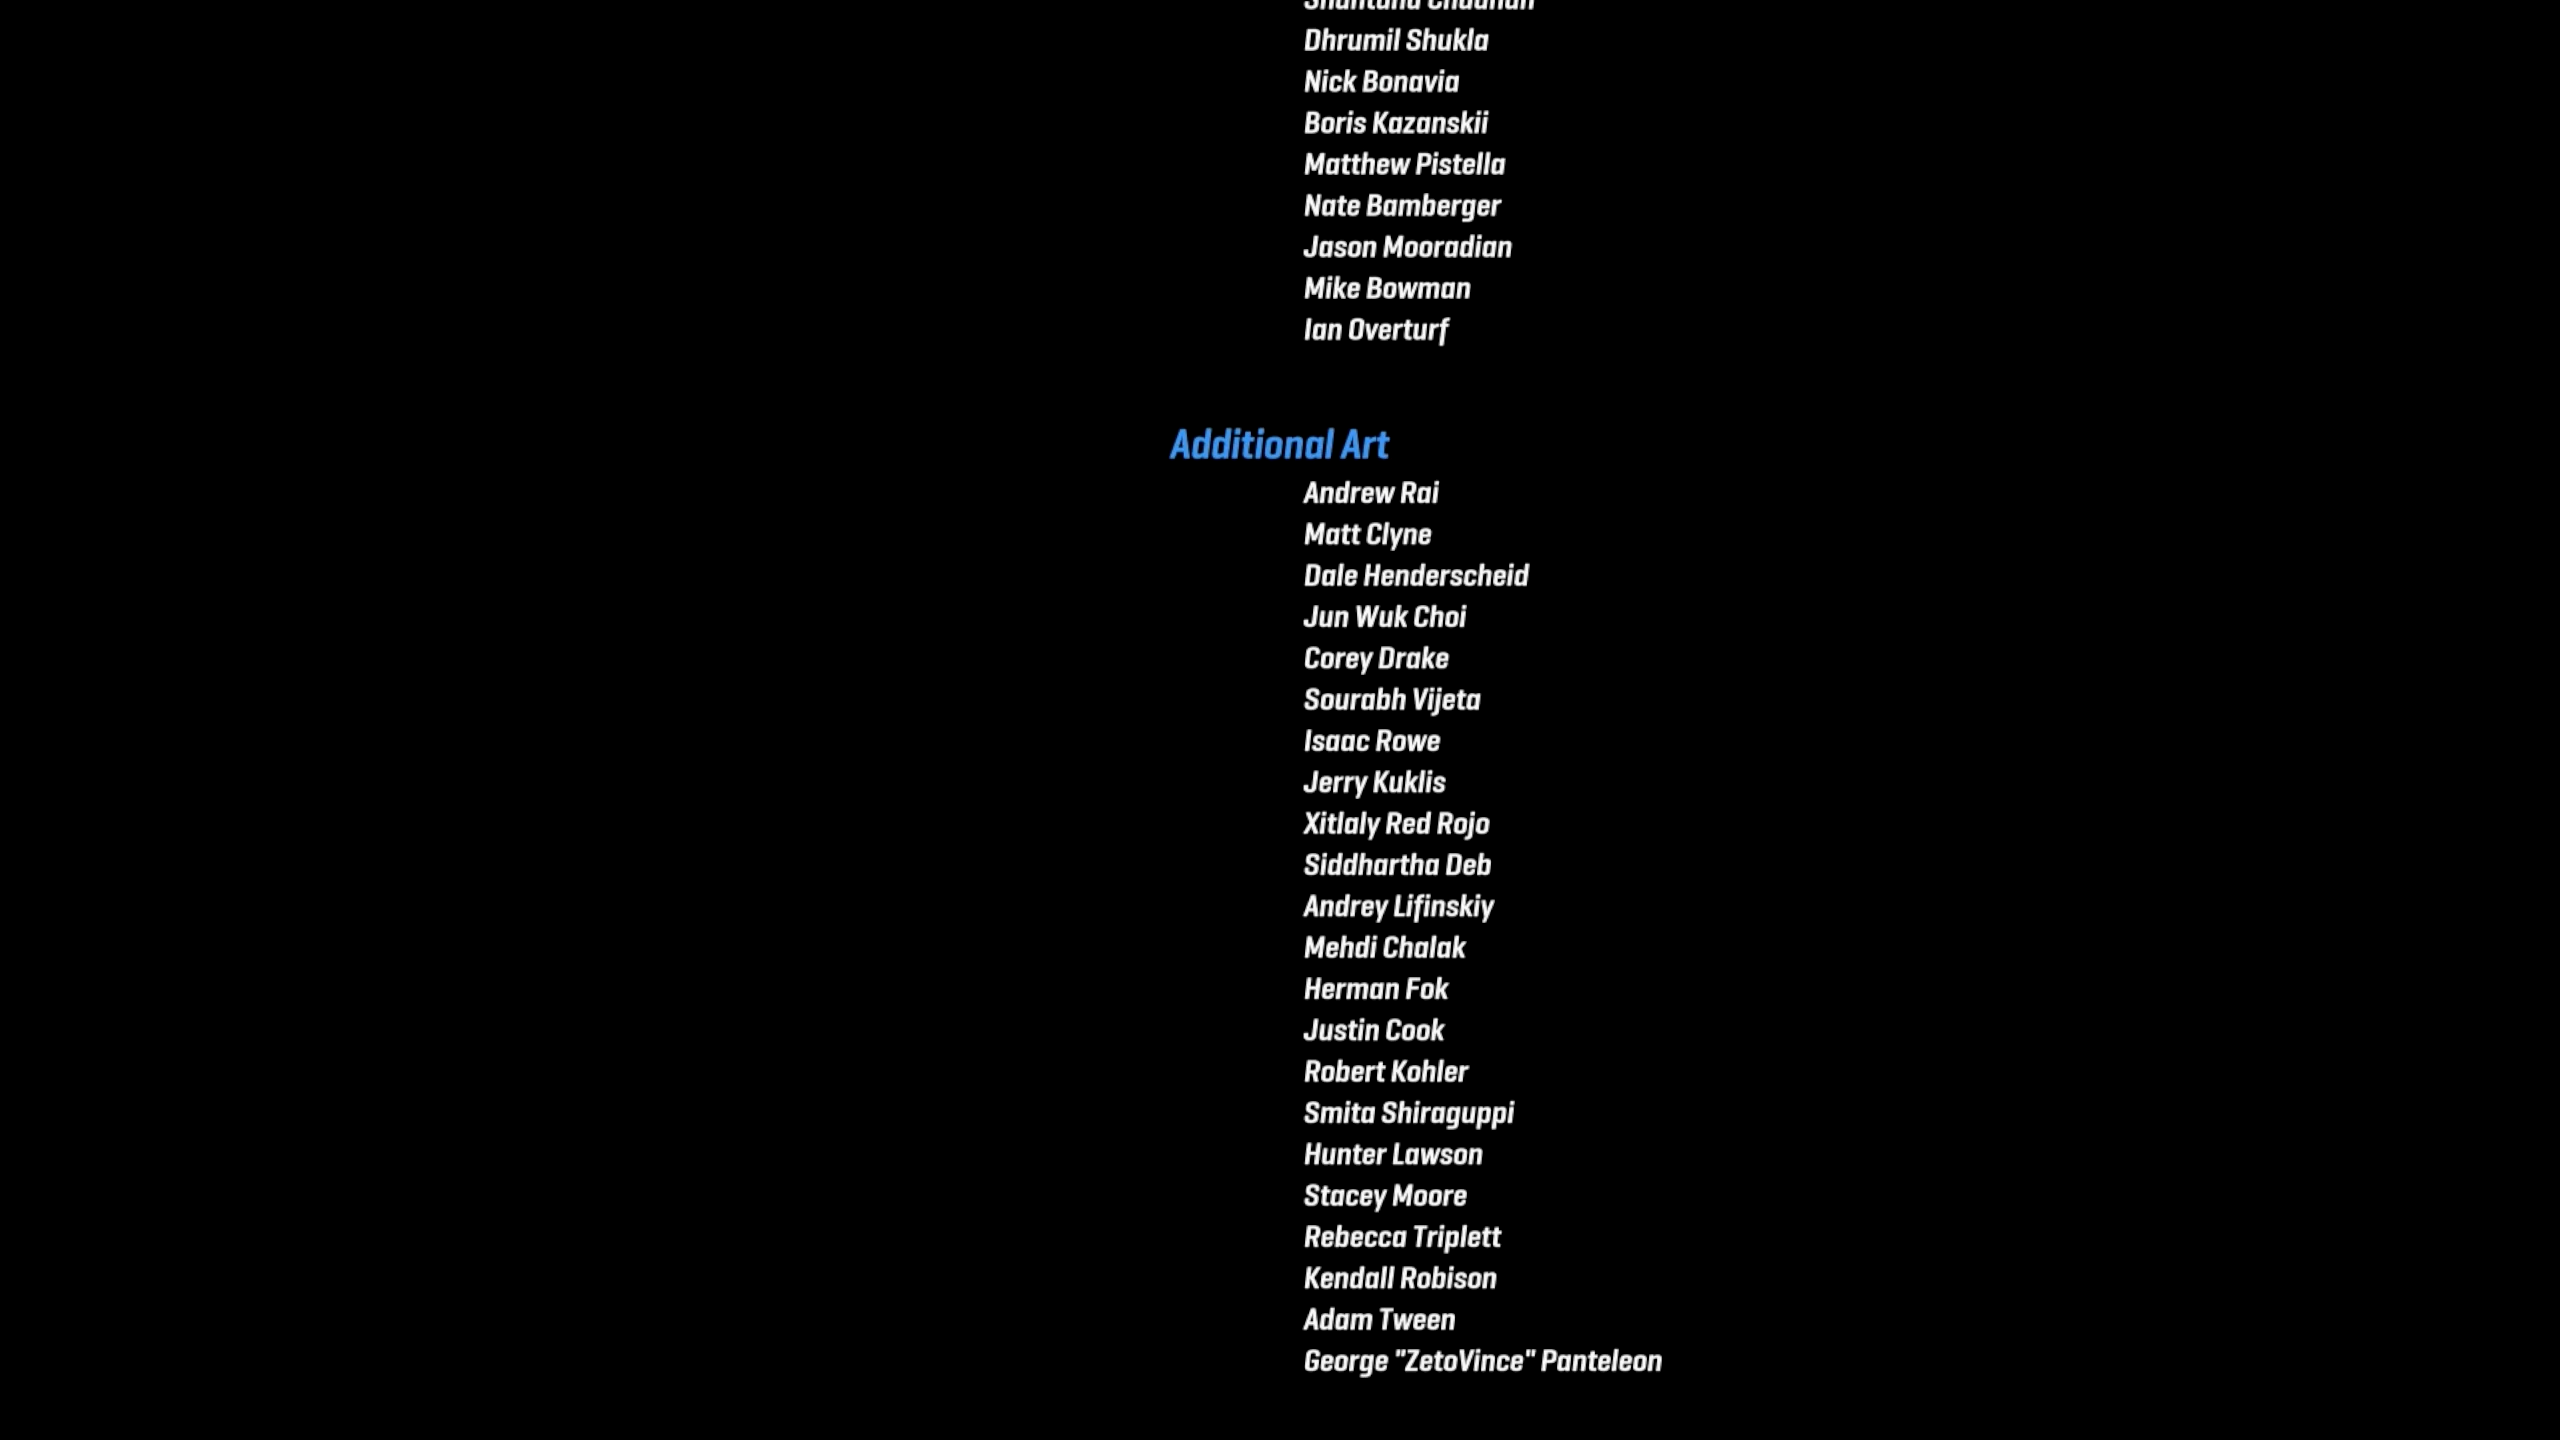 Dhrumil Shukla
Nick Bonavia
Boris Kazanskii
Matthew Pistella
Nate Bamberger
Jason Mooradian
Mike Bowman
Ian Overturf
Additional Art
Andrew Rai
Matt Clyne
Dale Henderscheid
Jun Wuk Choi
Corey Drake
Sourabh Vijeta
Isaac Rowe
Jerry Kuklis
Xitlaly Red Rojo
Siddhartha Deb
Andrey Lifinskiy
Mehdi Chalak
Herman Fok
Justin Cook
Robert Kohler
Smita Shiraguppi
Hunter Lawson
Stacey Moore
Rebecca Triplett
Kendall Robison
Adam Tween
George "ZetoVince" Panteleon